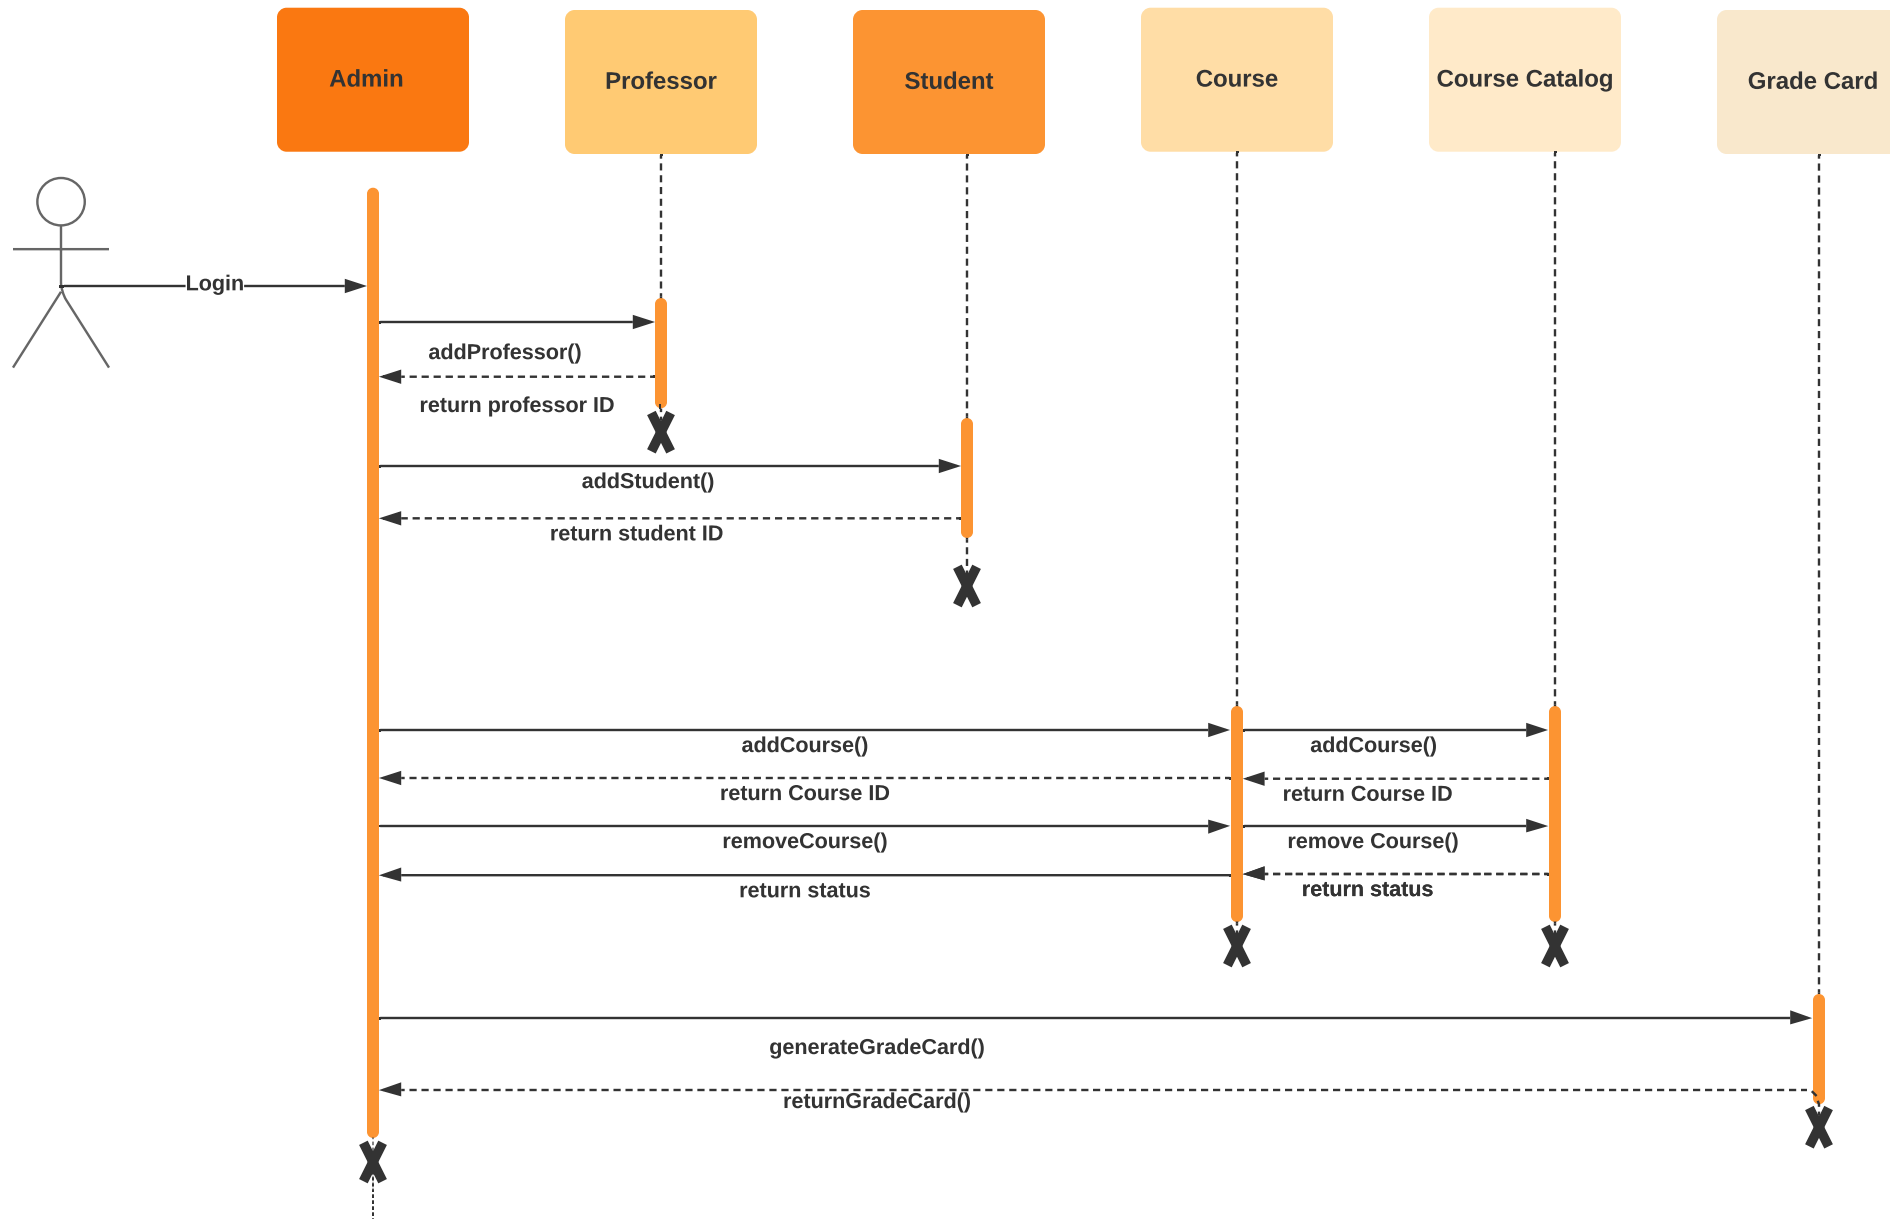 Admin
Professor
Student
Course
Course Catalog
Grade Card
Login
addProfessor()
return professor ID
addStudent()
return student ID
addCourse()
addCourse()
return Course ID
return Course ID
removeCourse()
remove Course()
return status
return status
generateGradeCard()
returnGradeCard()